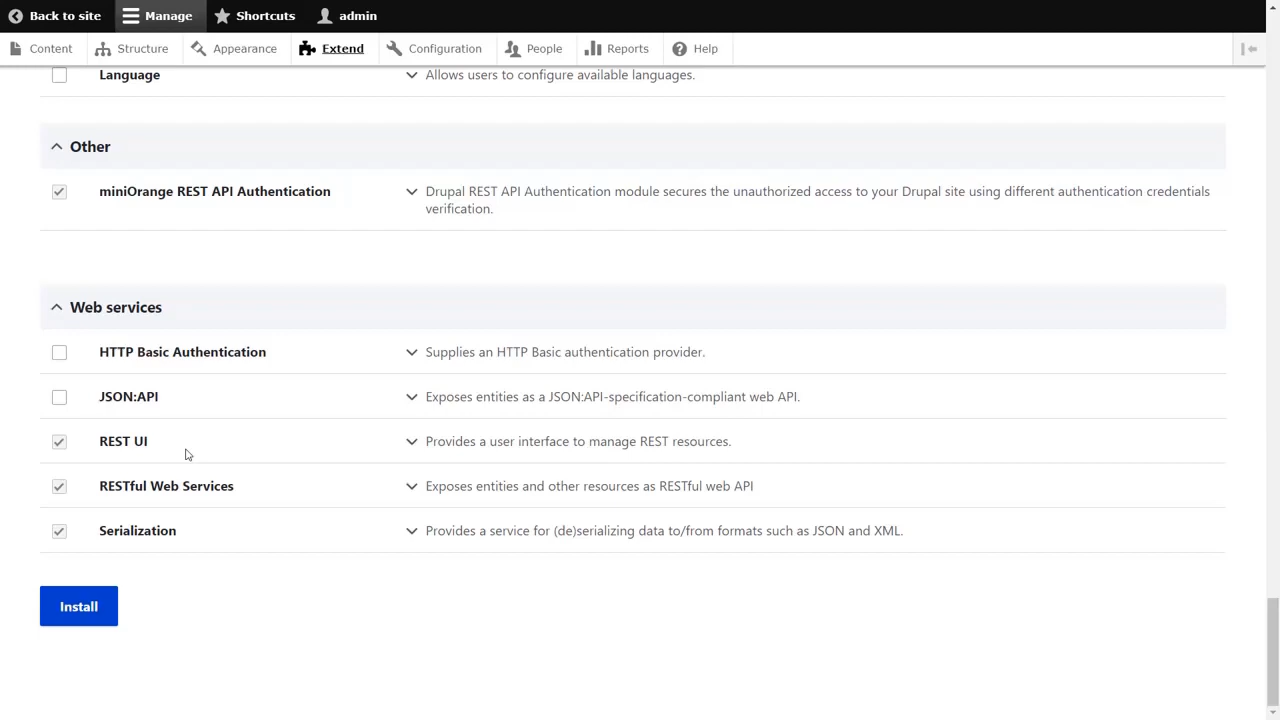 Back to site Manage Shortcuts admin
Content Structure Appearance Extend Configuration People Reports Help
Language Allows users to configure available languages.
Other
miniOrange REST API Authentication Drupal REST API Authentication module secures the unauthorized access to your Drupal site using different authentication credentials
verification.
Web services
HTTP Basic Authentication Supplies an HTTP Basic authentication provider.
JSON:API Exposes entities as a JSON:API-specification-compliant web API.
REST UI Provides a user interface to manage REST resources.
RESTful Web Services Exposes entities and other resources as RESTful web API
Serialization Provides a service for (de)serializing data to/from formats such as JSON and XML.
Install